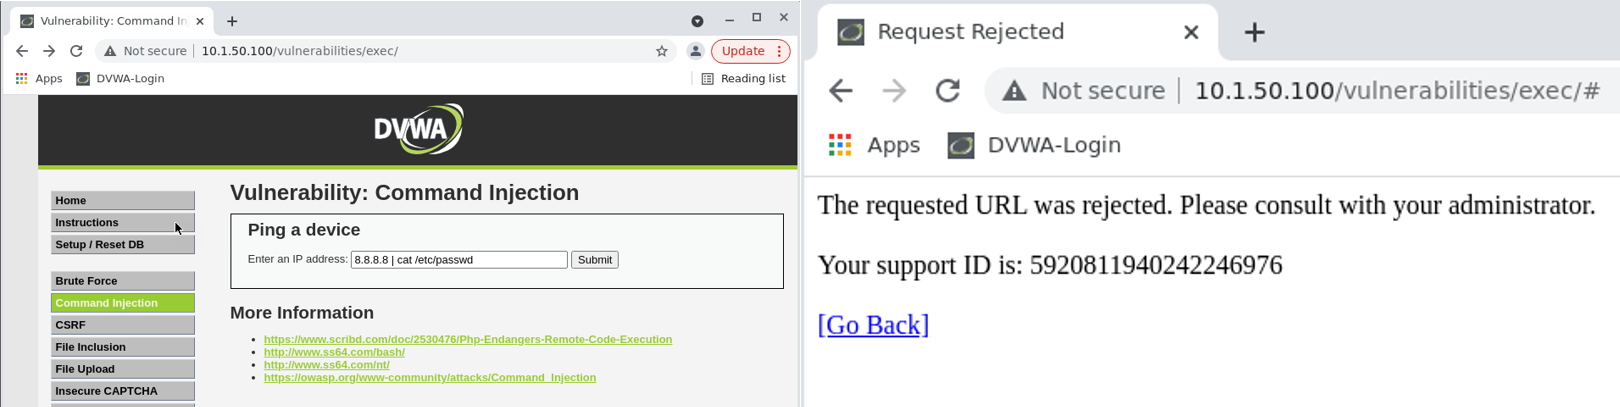 Vulnerability: Command In
Not secure 10.1.50.100/vulnerabilities/exec/
Update
Apps DVWA-Login
Reading list
DVWA
Home
Instructions
Setup / Reset DB
Brute Force
Command Injection
CSRF
File Inclusion
File Upload
Insecure CAPTCHA
Vulnerability: Command Injection
Ping a device
Enter an IP address: 8.8.8.8 | cat /etc/passwd Submit
More Information
https://www.scribd.com/doc/2530476/Php-Endangers-Remote-Code-Execution
http://www.ss64.com/bash/
http://www.ss64.com/nt/
https://owasp.org/www-community/attacks/Command_Injection
Request Rejected
Not secure 10.1.50.100/vulnerabilities/exec/#
Apps DVWA-Login
The requested URL was rejected. Please consult with your administrator.
Your support ID is: 5920811940242246976
[Go Back]